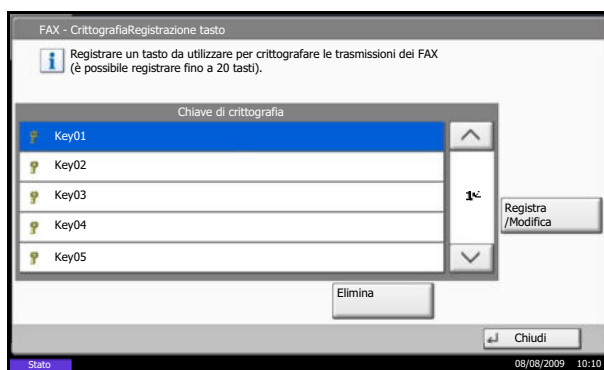 FAX - CrittografiaRegistrazione tasto
Registrare un tasto da utilizzare per crittografare le trasmissioni dei FAX
(è possibile registrare fino a 20 tasti).
Chiave di crittografia
Key01
Key02
Key03
Key04
Key05
Registra
/Modifica
Elimina
Chiudi
Stato
08/08/2009 10:10